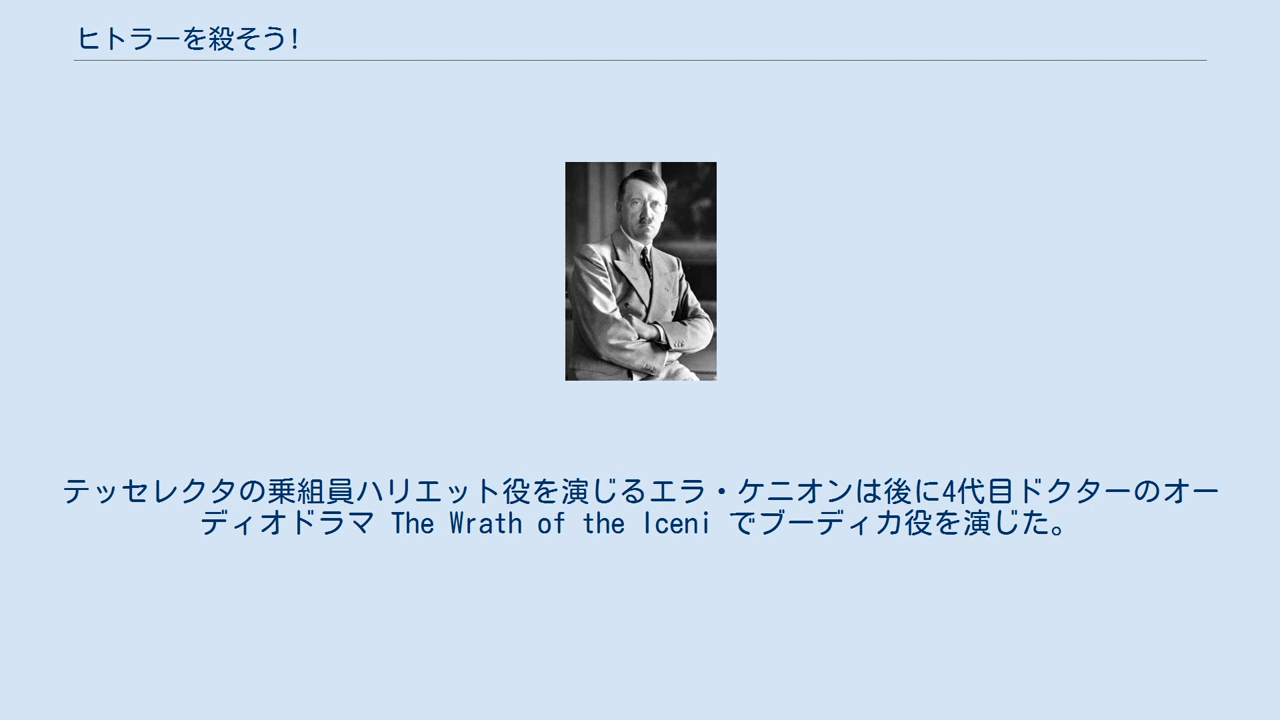 ヒトラーを殺そう!
テッセレクタの乗組員ハリエット役を演じるエラ・ケニオンは後に4代目ドクターのオー
ディオドラマ The Wrath of the Iceni でブーディカ役を演じた。